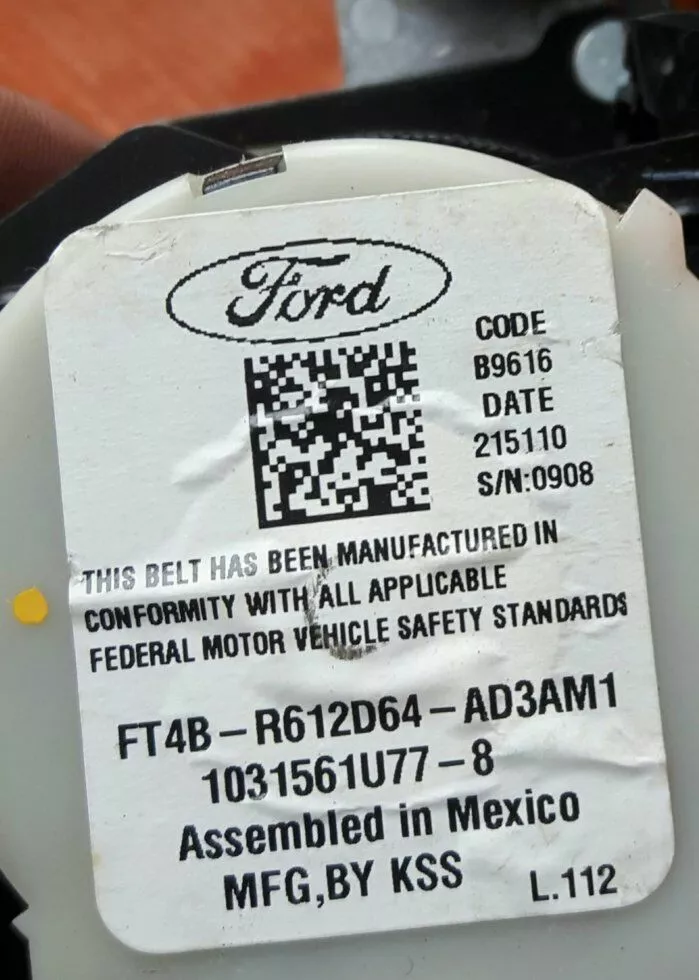 Ford
CODE
B9616
DATE
215110
S/N:0908
THIS BELT HAS BEEN MANUFACTURED IN
CONFORMITY WITH ALL APPLICABLE
FEDERAL MOTOR VEHICLE SAFETY STANDARDS
FT4B-R612D64-AD3AM1
1031561U77-8
Assembled in Mexico
MFG,BY KSS
L.112